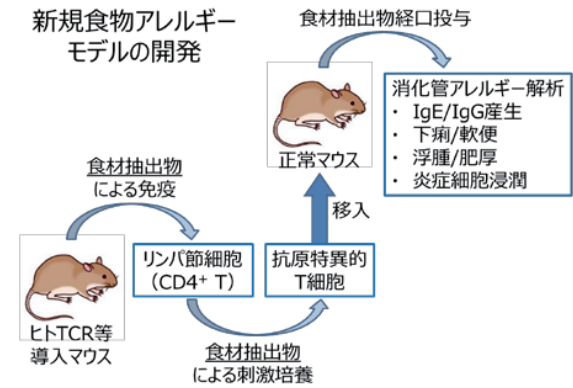 新規食物アレルギー
モデルの開発
食材抽出物経口投与
正常マウス
消化管アレルギー解析
・ IgE/IgG産生
・ 下痢/軟便
・ 浮腫/肥厚
・ 炎症細胞浸潤
食材抽出物
による免疫
移入
ヒトTCR等
導入マウス
リンパ節細胞
（CD4⁺ T）
抗原特異的
T細胞
食材抽出物
による刺激培養